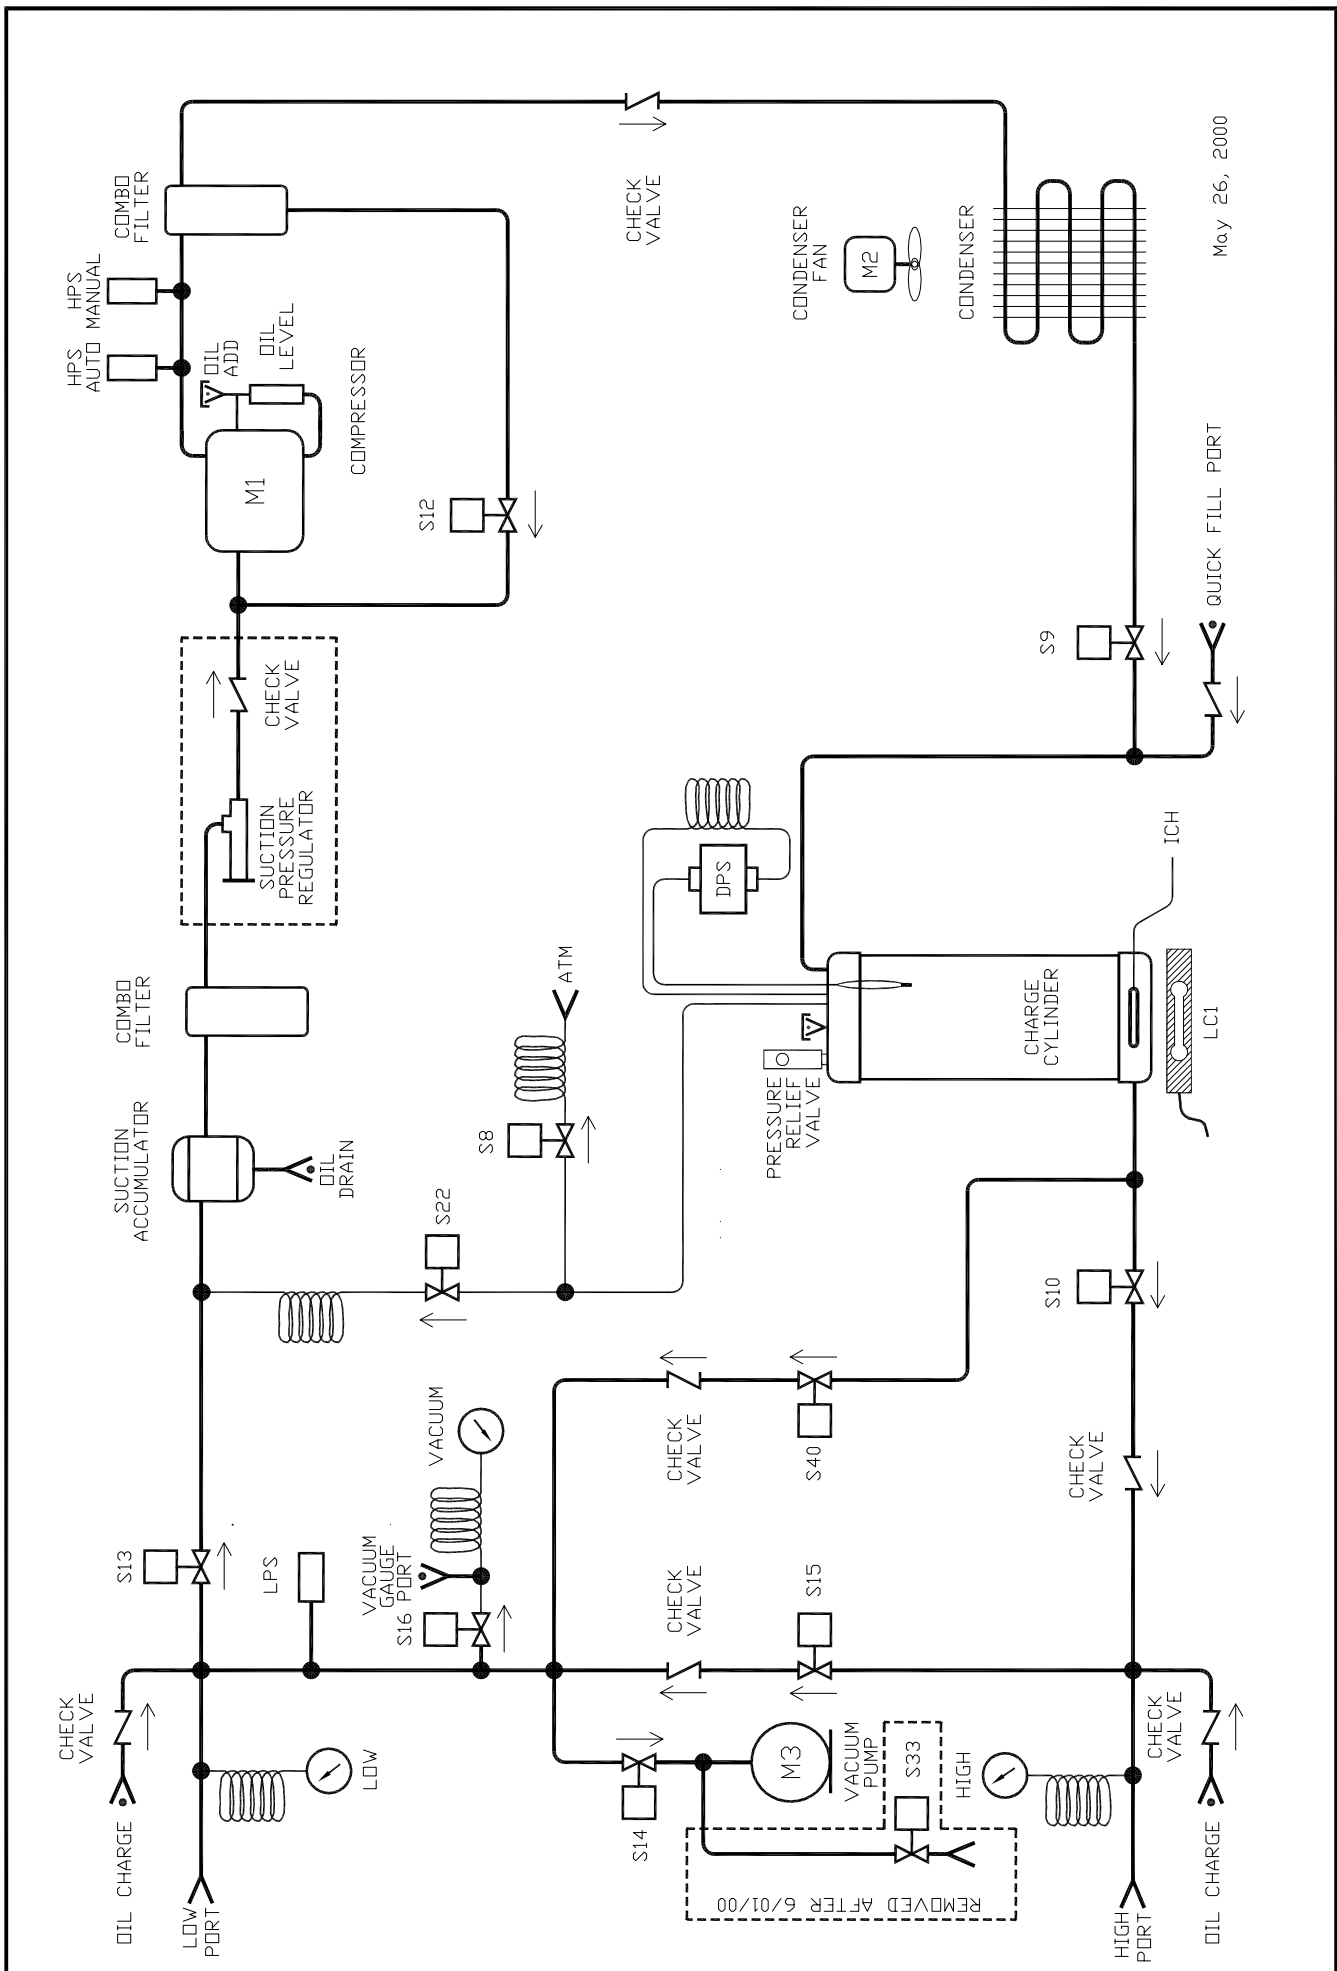 OIL CHARGE
CHECK
VALVE
LOW
PORT
LOW
S13
LPS
SUCTION
ACCUMULATOR
OIL
DRAIN
COMBO
FILTER
SUCTION
PRESSURE
REGULATOR
CHECK
VALVE
M1
COMPRESSOR
HPS
AUTO
HPS
MANUAL
OIL
ADD
OIL
LEVEL
COMBO
FILTER
S12
VACUUM
GAUGE
PORT
S16
VACUUM
S22
S8
ATM
CHECK
VALVE
S14
M3
VACUUM
PUMP
S33
REMOVED AFTER 6/01/00
CHECK
VALVE
S15
CHECK
VALVE
S40
PRESSURE
RELIEF
VALVE
DPS
CHARGE
CYLINDER
CONDENSER
FAN
M2
CONDENSER
HIGH
HIGH
PORT
CHECK
VALVE
OIL CHARGE
CHECK
VALVE
S10
LC1
ICH
S9
QUICK FILL PORT
May 26, 2000